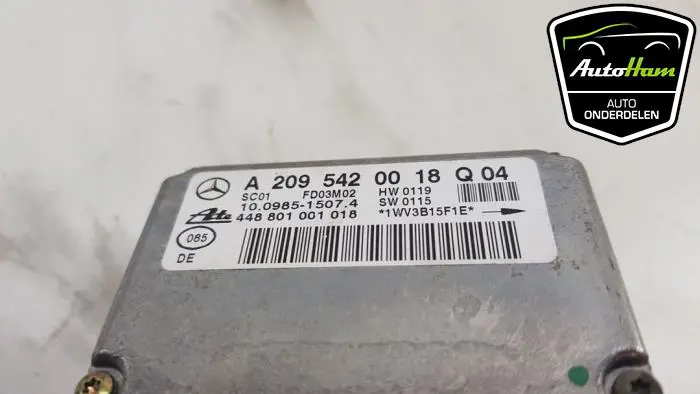 AutoHam
AUTO
ONDERDELEN
A 209 542 00 18 Q 04
SC01 FD03M02 HW 0119
10.0985-1507.4 SW 0115
Ate 448 801 001 018 *1WV3B15F1E*
085
DE